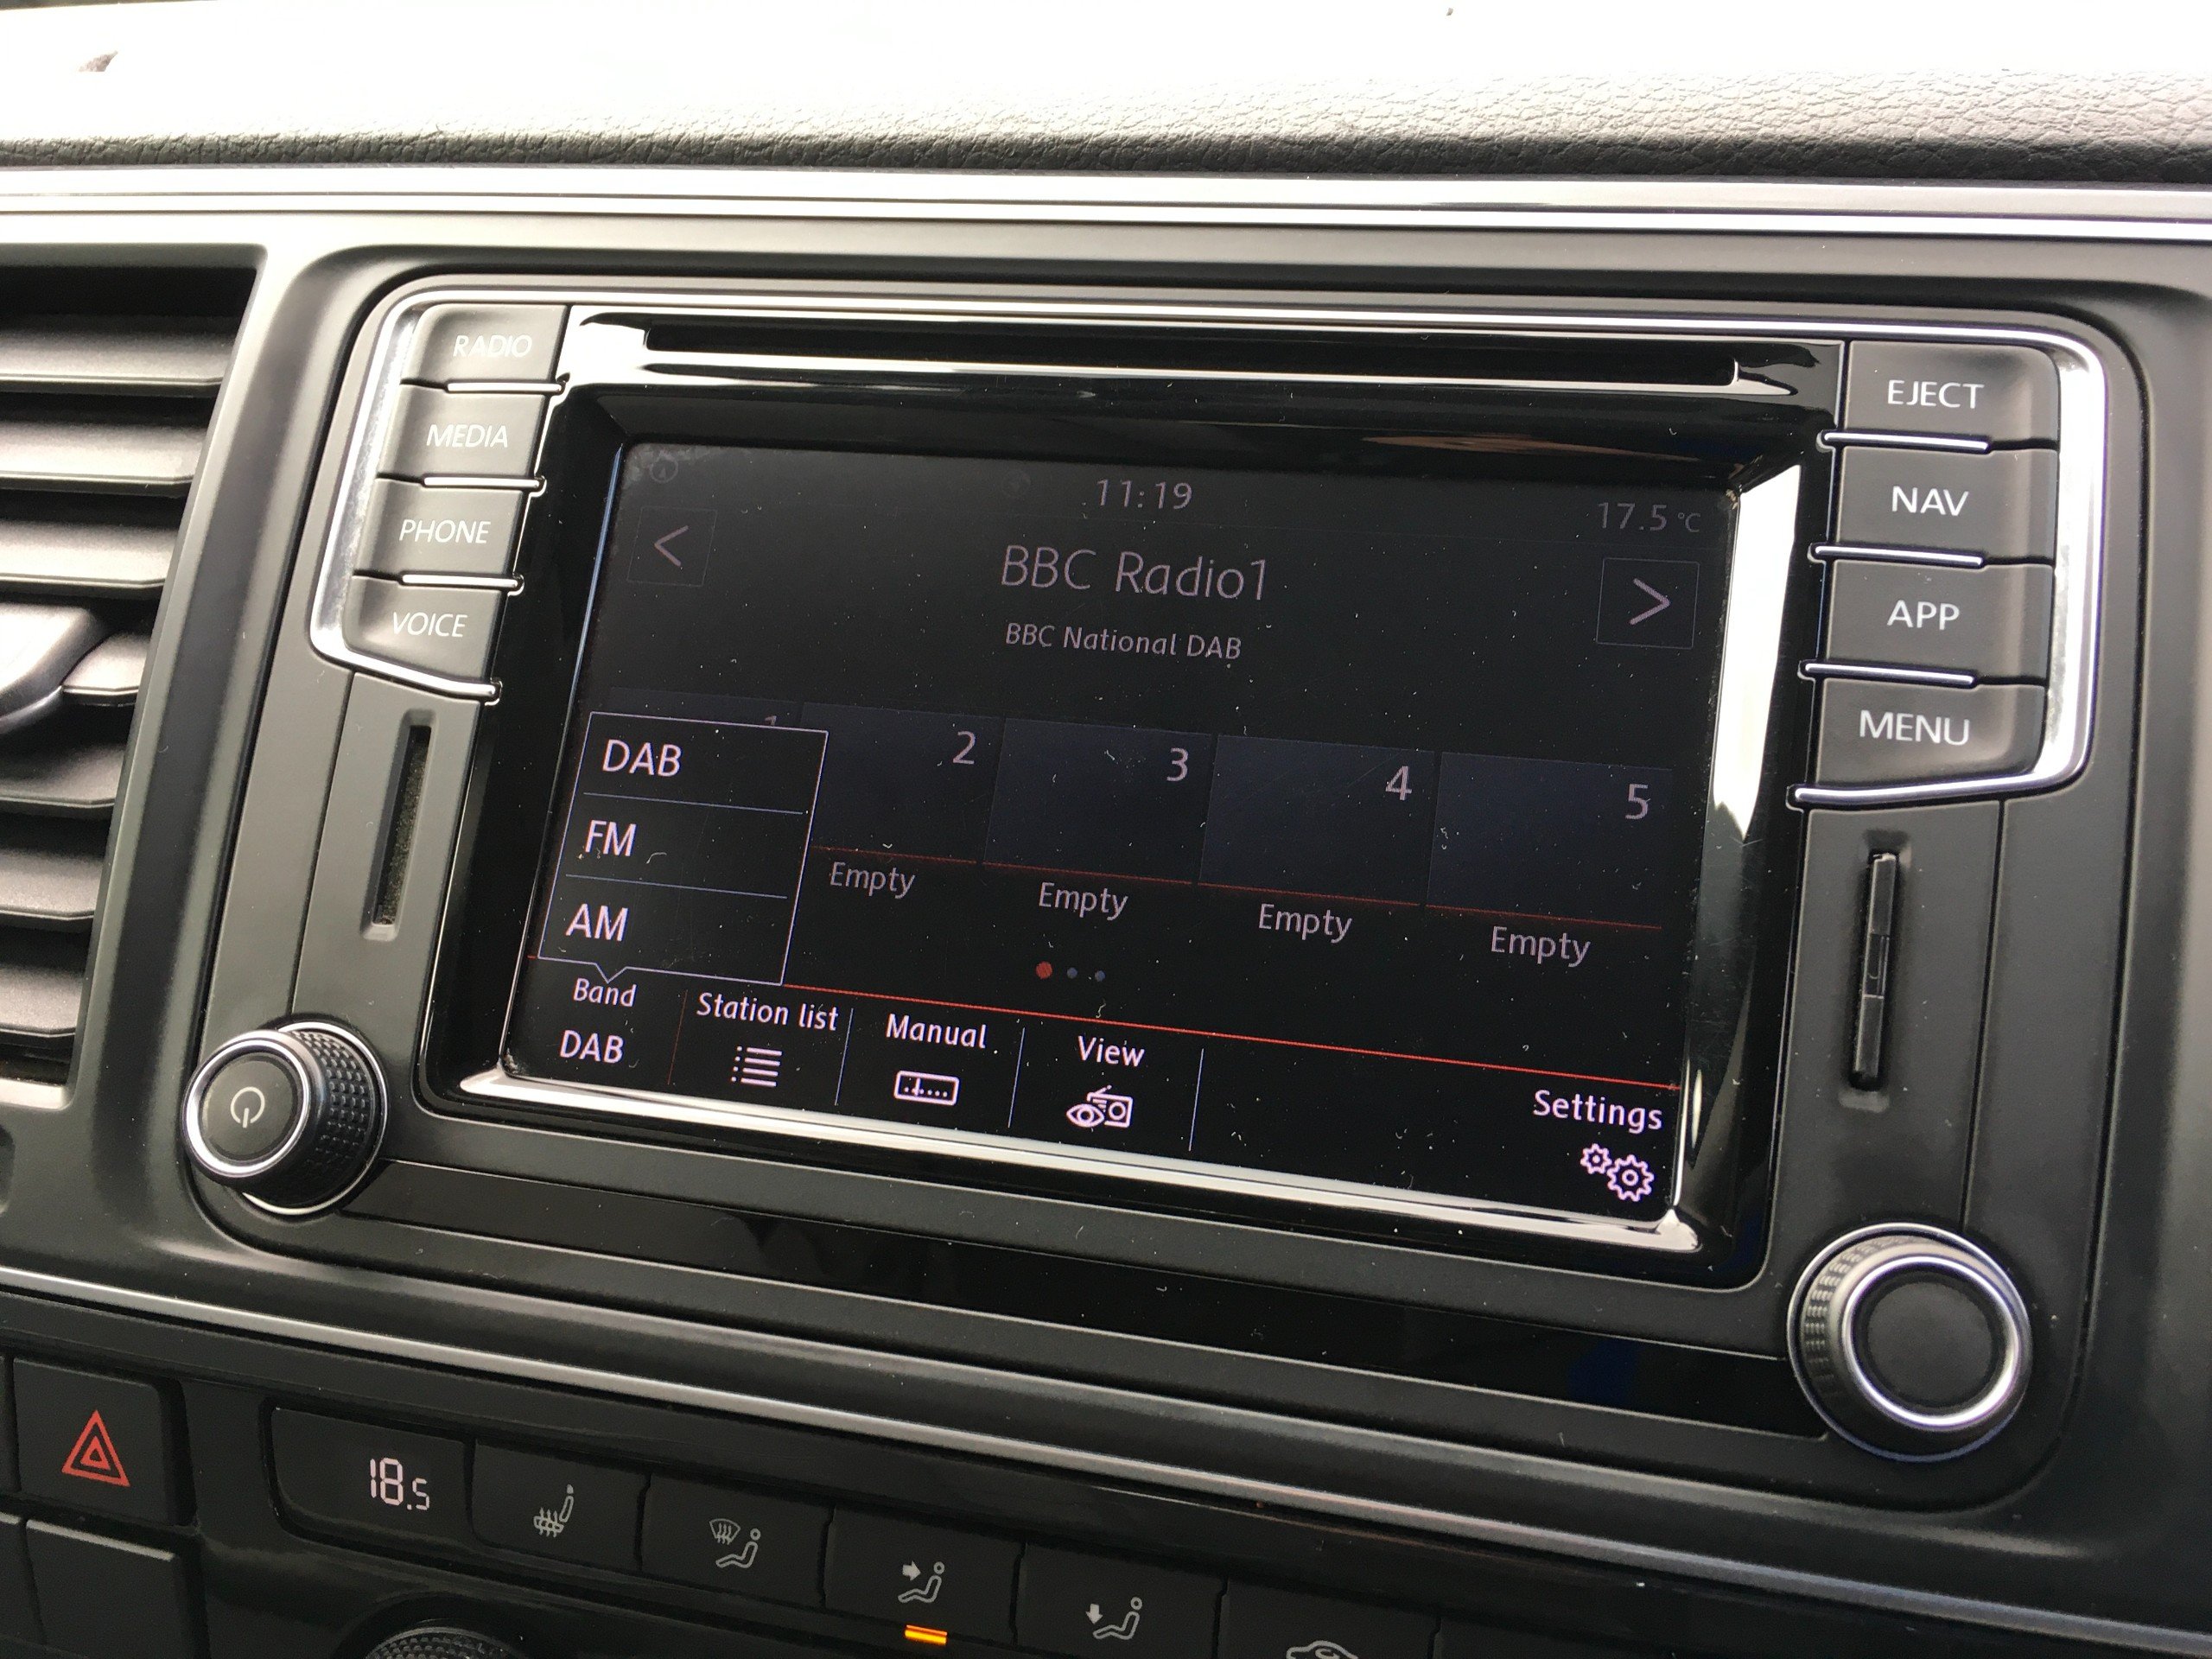 RADIO
MEDIA
PHONE
VOICE
EJECT
NAV
APP
MENU
11:19
17.5 °C
<
BBC Radio1
>
BBC National DAB
1
2
3
4
5
DAB
FM
AM
Empty
Empty
Empty
Empty
Band
DAB
Station list
Manual
View
Settings
18.5